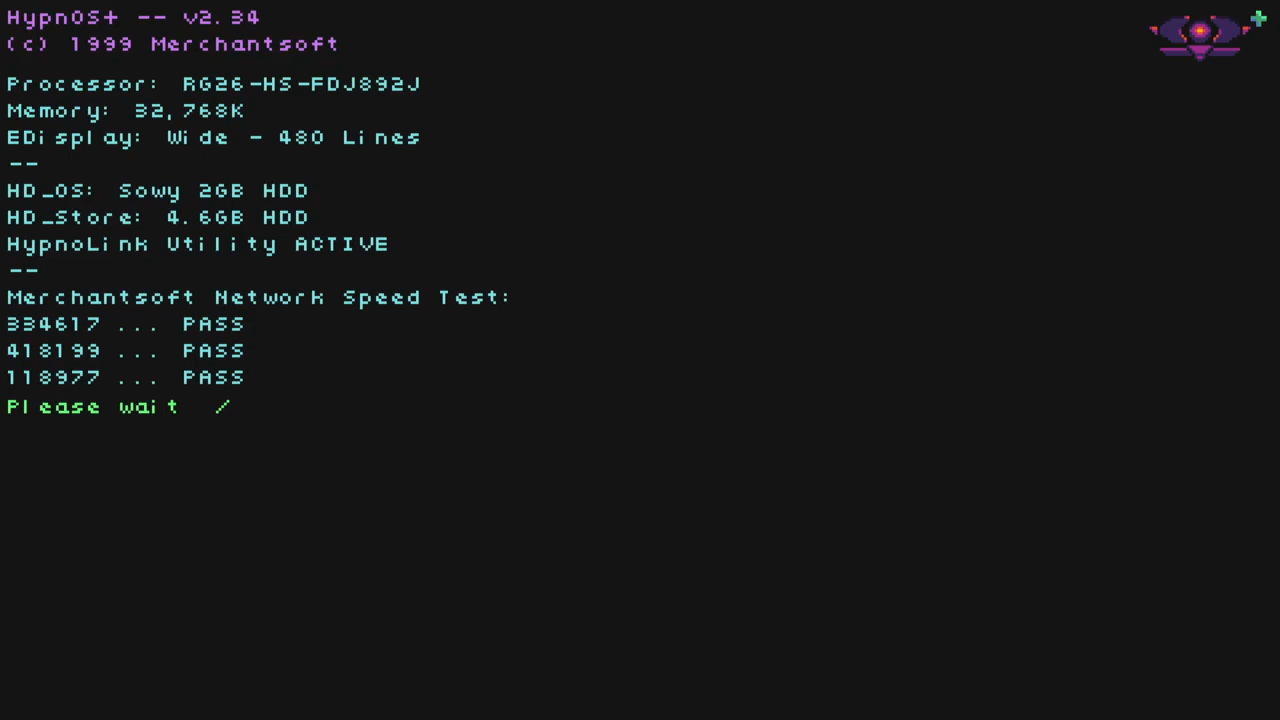 HypnOS+ -- v2.34
(c) 1999 Merchantsoft
Processor: RG26-HS-FDJ892J
Memory: 32,768K
EDisplay: Wide - 480 Lines
--
HD_OS: Sowy 2GB HDD
HD_Store: 4.6GB HDD
HypnoLink Utility ACTIVE
--
Merchantsoft Network Speed Test:
334617 ... PASS
418199 ... PASS
118977 ... PASS
Please wait /